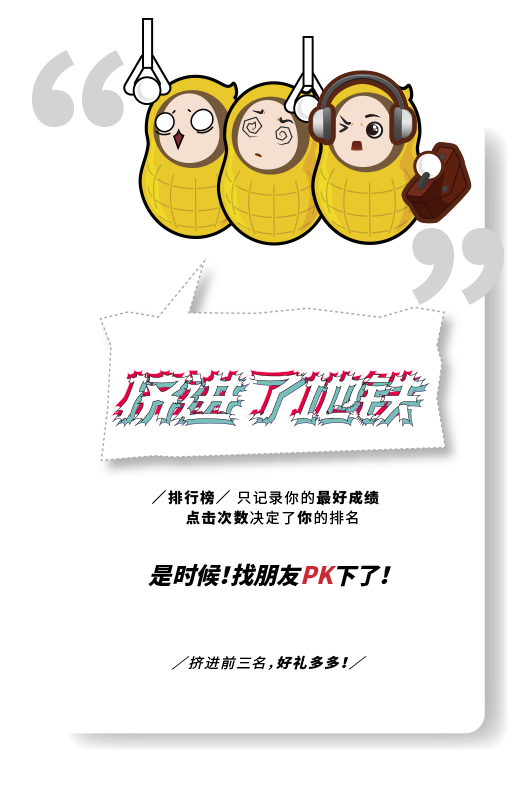 挤进了地铁
／排行榜／ 只记录你的最好成绩
点击次数决定了你的排名
是时候！找朋友PK下了！
／挤进前三名，好礼多多！／